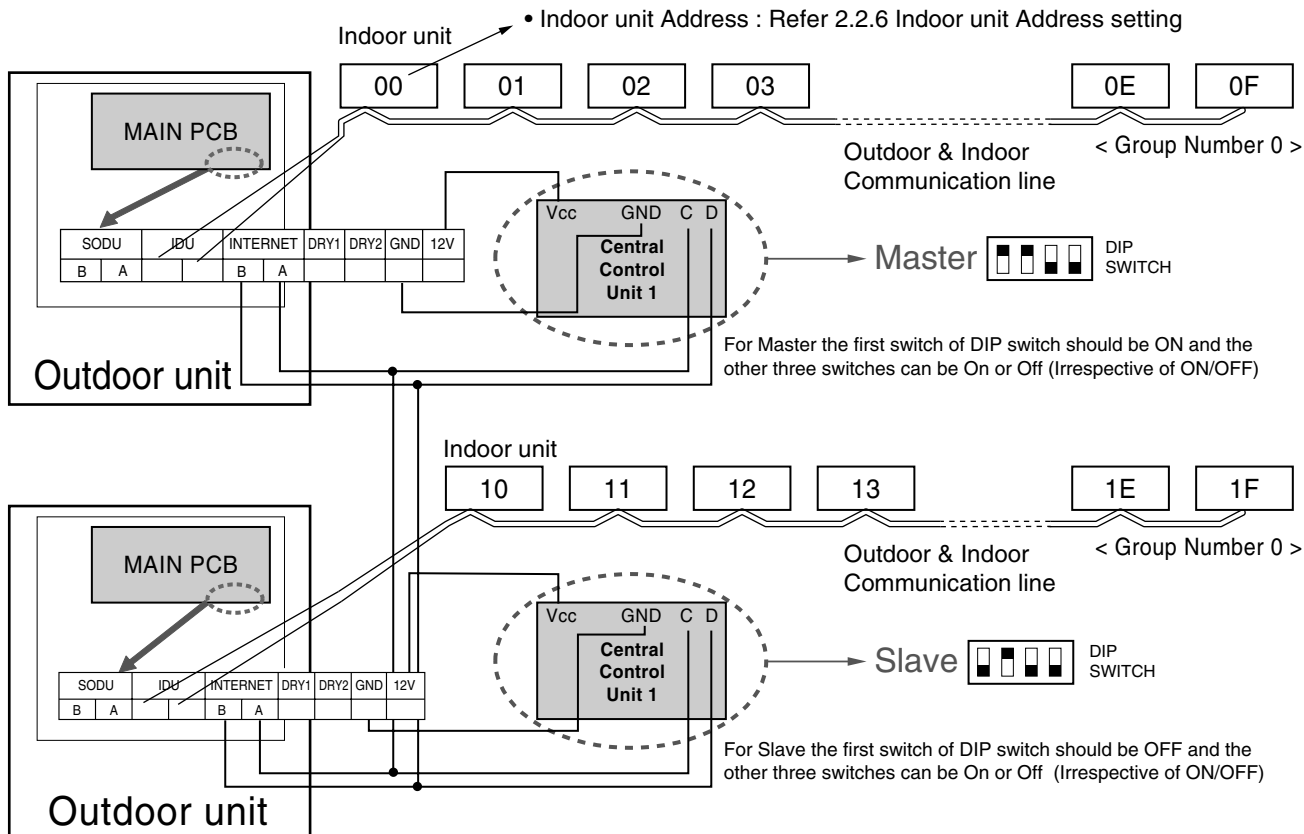 • Indoor unit Address : Refer 2.2.6 Indoor unit Address setting
Indoor unit
00 01 02 03 0E 0F
MAIN PCB
< Group Number 0 >
Outdoor & Indoor
Communication line
SODU IDU INTERNET DRY1 DRY2 GND 12V
B A B A
Vcc GND C D
Central
Control
Unit 1
Master
DIP
SWITCH
For Master the first switch of DIP switch should be ON and the
other three switches can be On or Off (Irrespective of ON/OFF)
Outdoor unit
Indoor unit
10 11 12 13 1E 1F
MAIN PCB
< Group Number 0 >
Outdoor & Indoor
Communication line
SODU IDU INTERNET DRY1 DRY2 GND 12V
B A B A
Vcc GND C D
Central
Control
Unit 1
Slave
DIP
SWITCH
For Slave the first switch of DIP switch should be OFF and the
other three switches can be On or Off (Irrespective of ON/OFF)
Outdoor unit